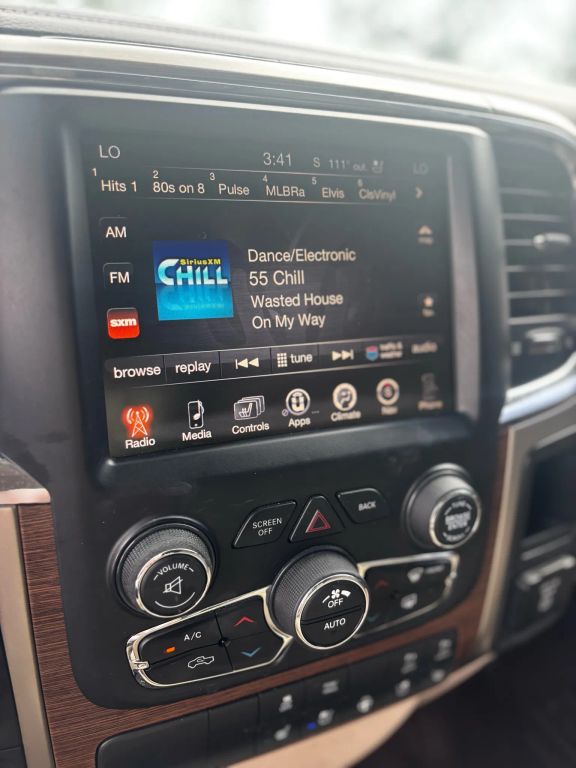 LO 3:41 S 111° out LO
1 Hits 1 2 80s on 8 3 Pulse 4 MLBRa 5 Elvis 6 ClsVinyl
AM
FM
sxm
SiriusXM
CHILL
Dance/Electronic
55 Chill
Wasted House
On My Way
browse replay tune audio
Radio Media Controls Apps Climate Nav Phone
SCREEN
OFF
BACK
VOLUME
OFF
AUTO
A/C